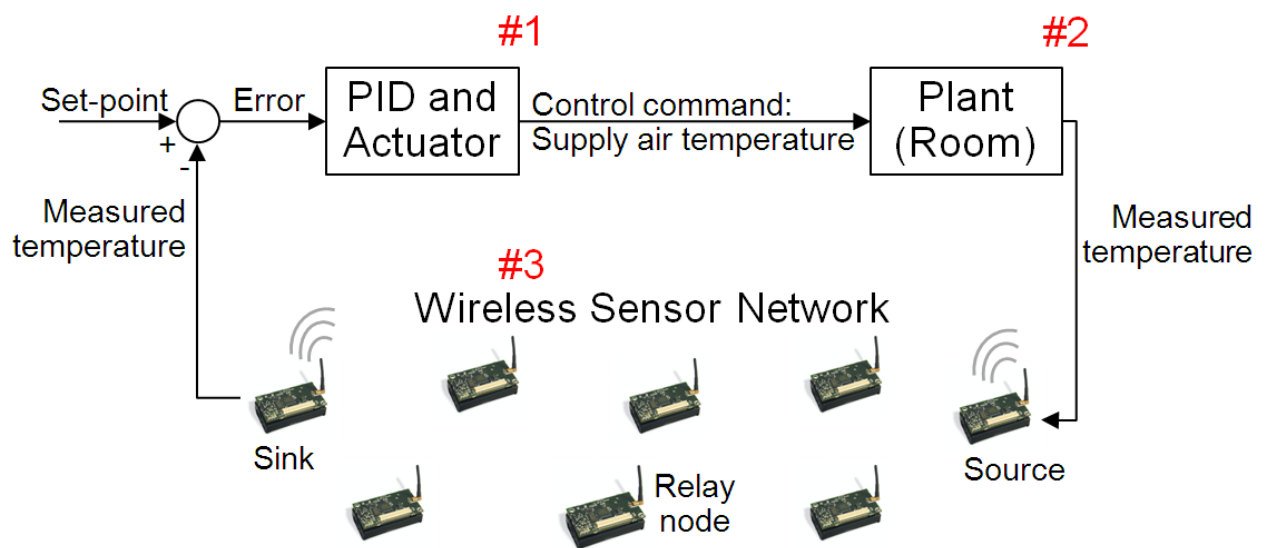 #1
#2
Set-point
Error
PID and
Actuator
Control command:
Supply air temperature
Plant
(Room)
+
-
Measured
temperature
Measured
temperature
#3
Wireless Sensor Network
Sink
Source
Relay
node